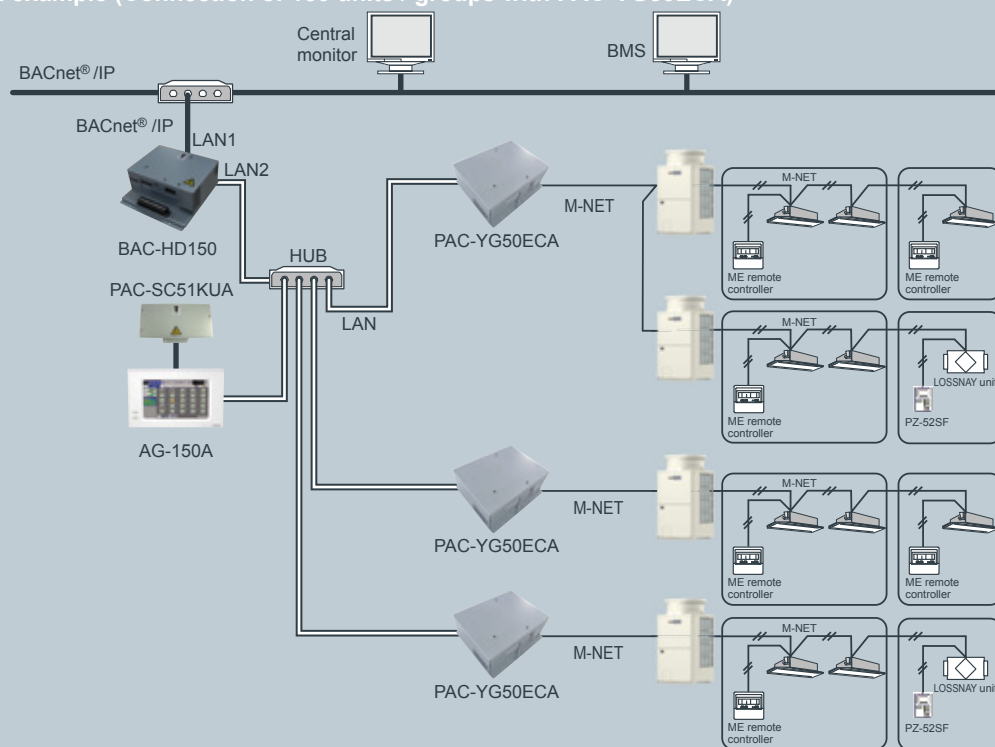 Central
monitor
BMS
BACnet® /IP
BACnet® /IP
LAN1
LAN2
BAC-HD150
HUB
LAN
PAC-SC51KUA
AG-150A
PAC-YG50ECA
M-NET
M-NET
ME remote
controller
ME remote
controller
M-NET
ME remote
controller
LOSSNAY unit
PZ-52SF
PAC-YG50ECA
M-NET
M-NET
ME remote
controller
ME remote
controller
PAC-YG50ECA
M-NET
M-NET
ME remote
controller
LOSSNAY unit
PZ-52SF